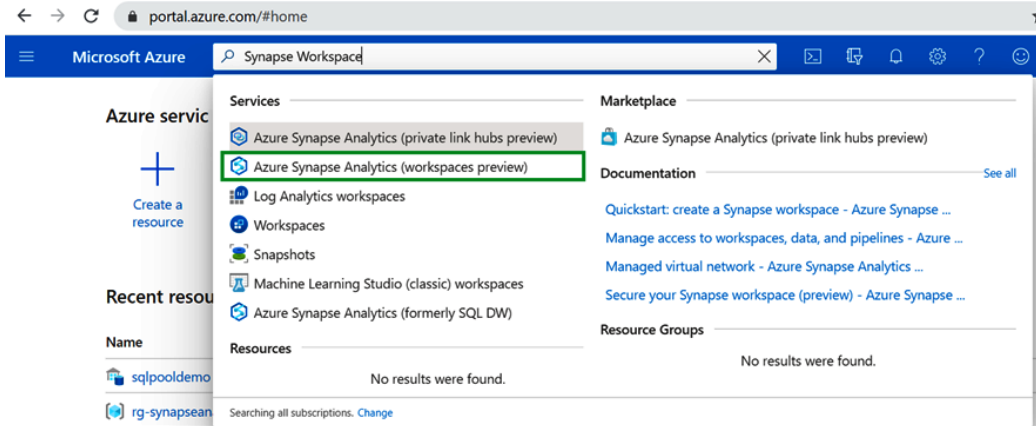 portal.azure.com/#home
Microsoft Azure
Synapse Workspace
Azure servic
Create a
resource
Recent resou
Name
sqlpooldemo
rg-synapsean
Services
Azure Synapse Analytics (private link hubs preview)
Azure Synapse Analytics (workspaces preview)
Log Analytics workspaces
Workspaces
Snapshots
Machine Learning Studio (classic) workspaces
Azure Synapse Analytics (formerly SQL DW)
Resources
No results were found.
Searching all subscriptions. Change
Marketplace
Azure Synapse Analytics (private link hubs preview)
Documentation
See all
Quickstart: create a Synapse workspace - Azure Synapse ...
Manage access to workspaces, data, and pipelines - Azure ...
Managed virtual network - Azure Synapse Analytics ...
Secure your Synapse workspace (preview) - Azure Synapse ...
Resource Groups
No results were found.